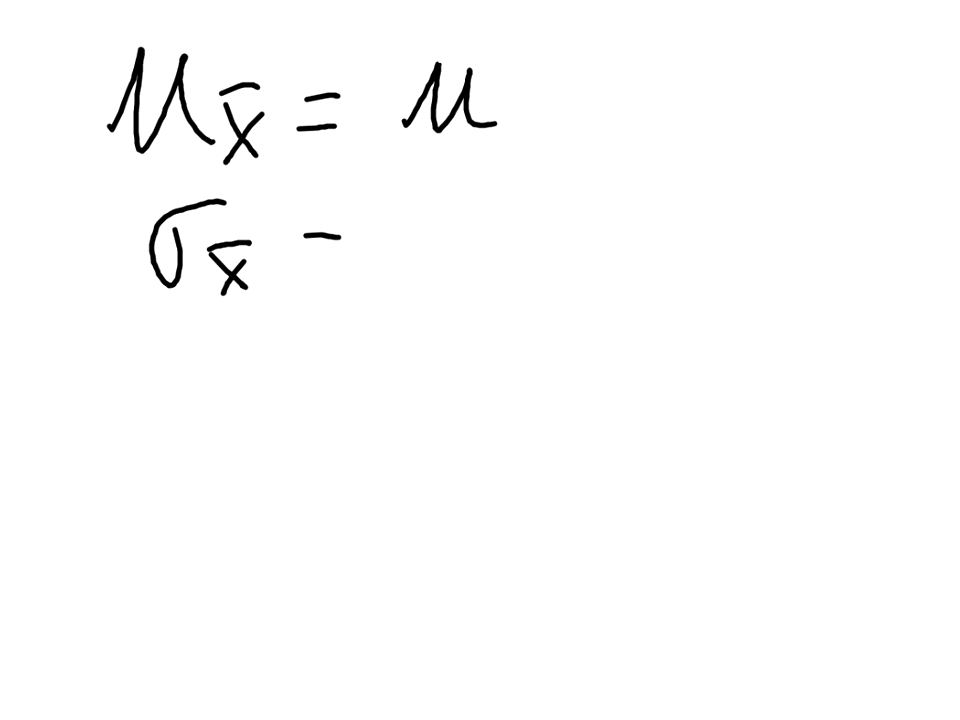 μx̄ = μ
σx̄ -